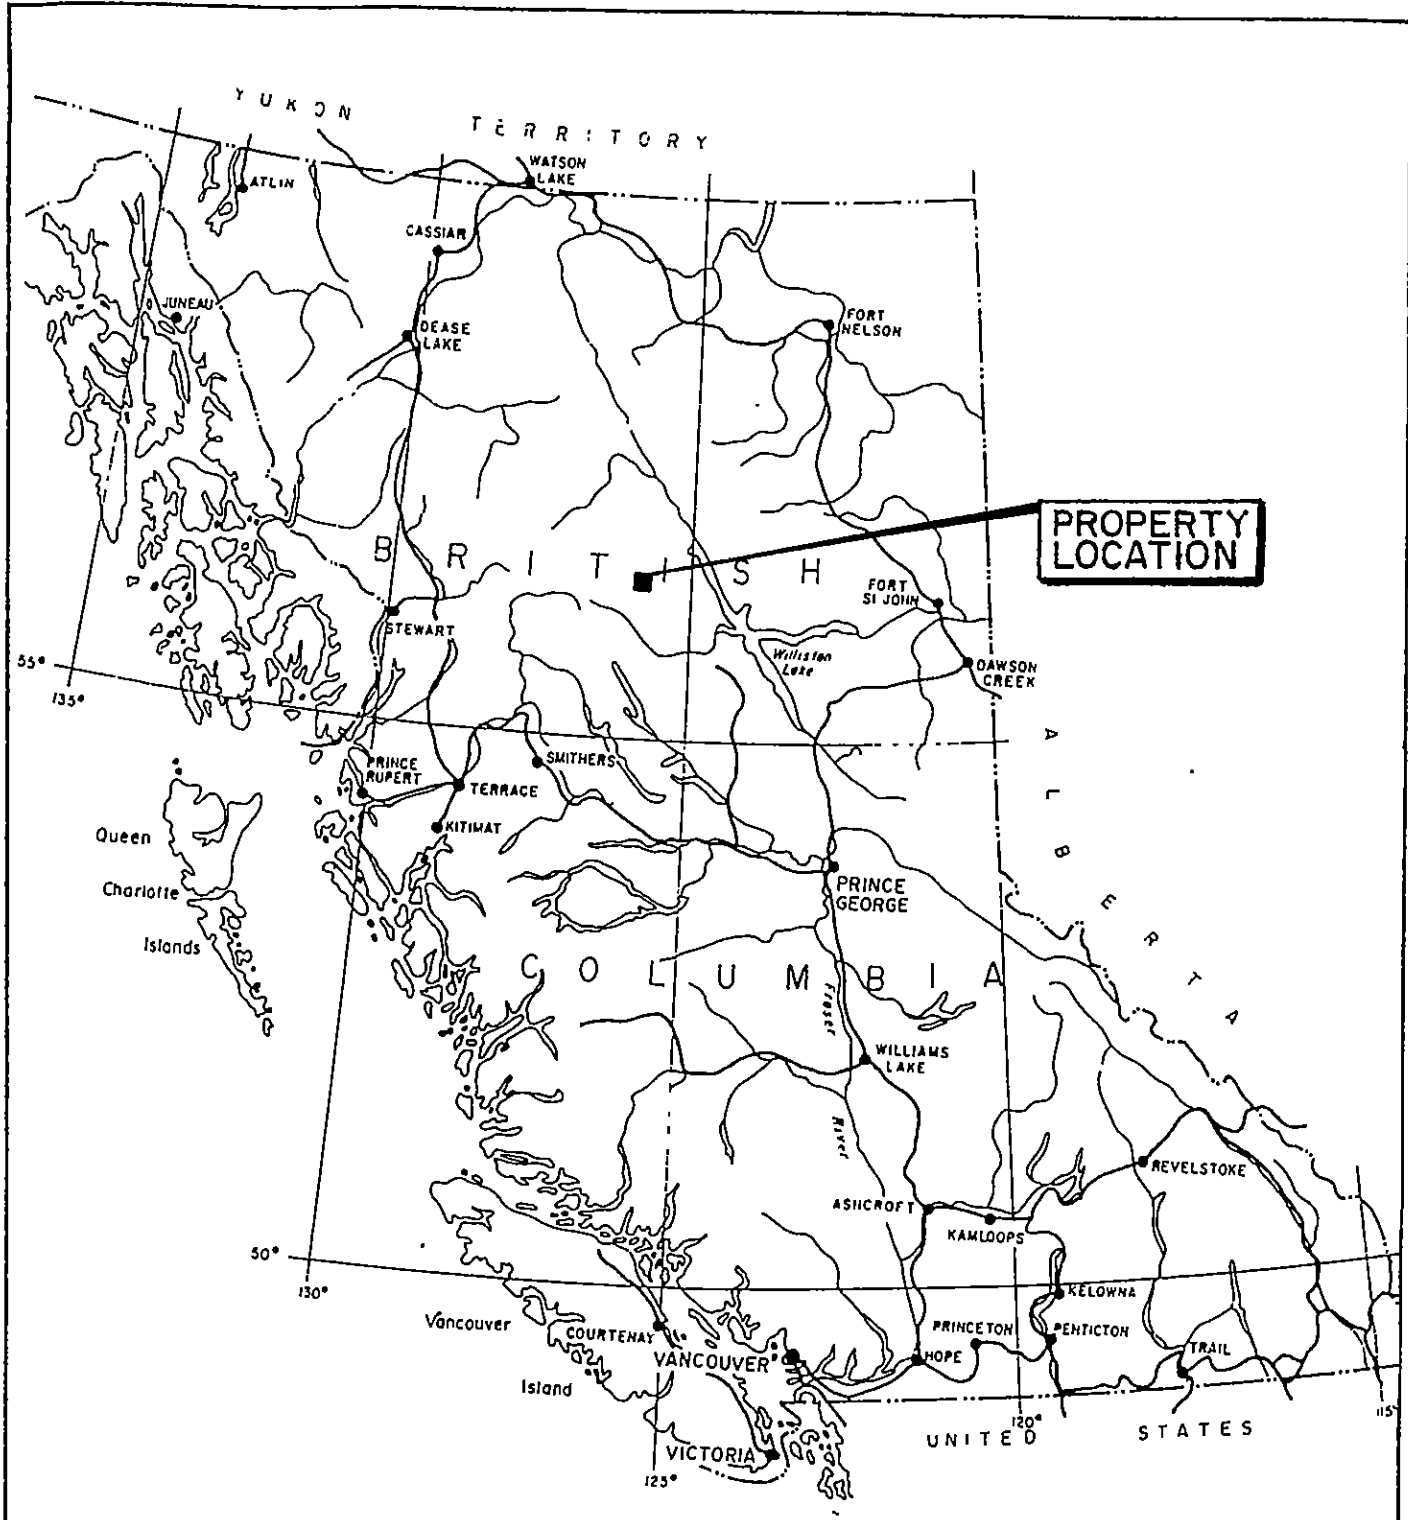 YUKON
TERRITORY
WATSON
LAKE
ATLIN
CASSIAR
JUNEAU
DEASE
LAKE
FORT
NELSON
PROPERTY
LOCATION
BRITISH
FORT
ST JOHN
STEWART
Williston
Lake
DAWSON
CREEK
55°
135°
ALBERTA
PRINCE
RUPERT
SMITHERS
TERRACE
KITIMAT
Queen
Charlotte
Islands
PRINCE
GEORGE
COLUMBIA
Fraser
River
WILLIAMS
LAKE
REVELSTOKE
ASHCROFT
KAMLOOPS
50°
130°
KELOWNA
Vancouver
Island
COURTENAY
PRINCETON
PENTICTON
VANCOUVER
HOPE
TRAIL
120°
115°
UNITED STATES
VICTORIA
125°